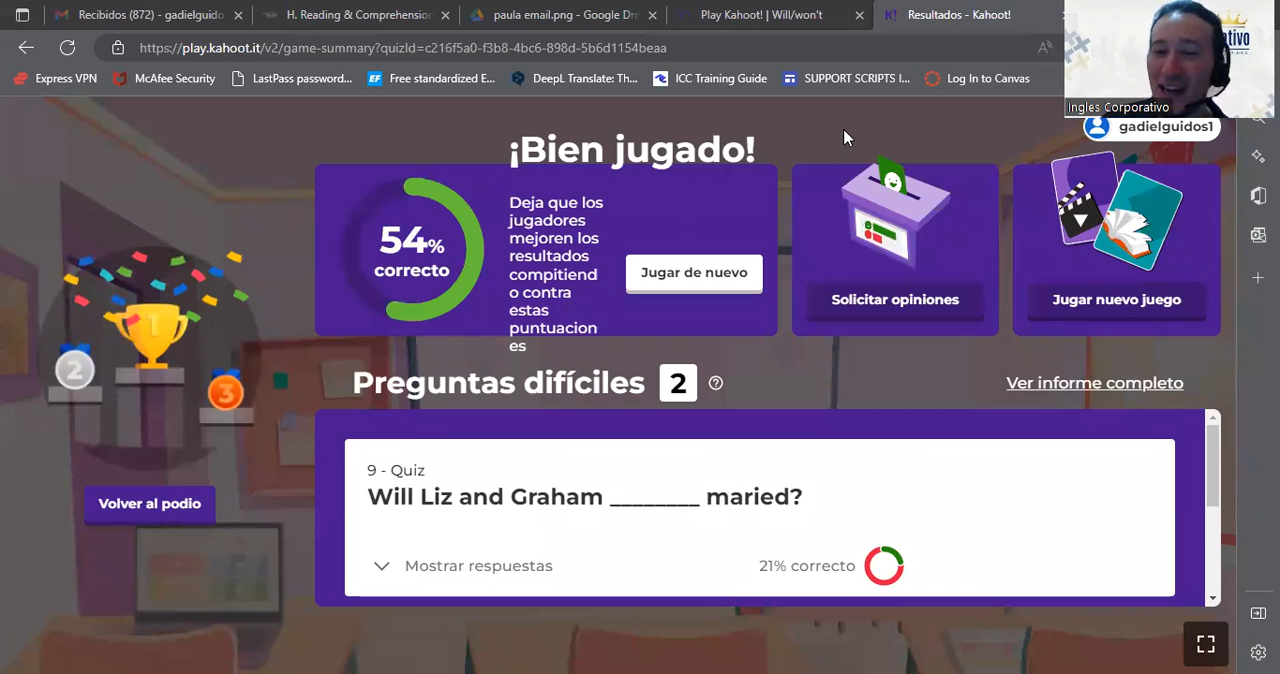 Recibidos (872) - gadielguido
H. Reading & Comprehension
paula email.png - Google Dr
Play Kahoot! | Will/won't
Resultados - Kahoot!
https://play.kahoot.it/v2/game-summary?quizId=c216f5a0-f3b8-4bc6-898d-5b6d1154beaa
Express VPN
McAfee Security
LastPass password...
EF
Free standardized E...
DeepL Translate: Th...
ICC Training Guide
SUPPORT SCRIPTS I...
Log In to Canvas
Ingles Corporativo
gadielguidos1
¡Bien jugado!
54%
correcto
Deja que los
jugadores
mejoren los
resultados
compitiend
o contra
estas
puntuacion
es
Jugar de nuevo
Solicitar opiniones
Jugar nuevo juego
1
2
3
Preguntas difíciles 2
Ver informe completo
Volver al podio
9 - Quiz
Will Liz and Graham ________ maried?
Mostrar respuestas
21% correcto